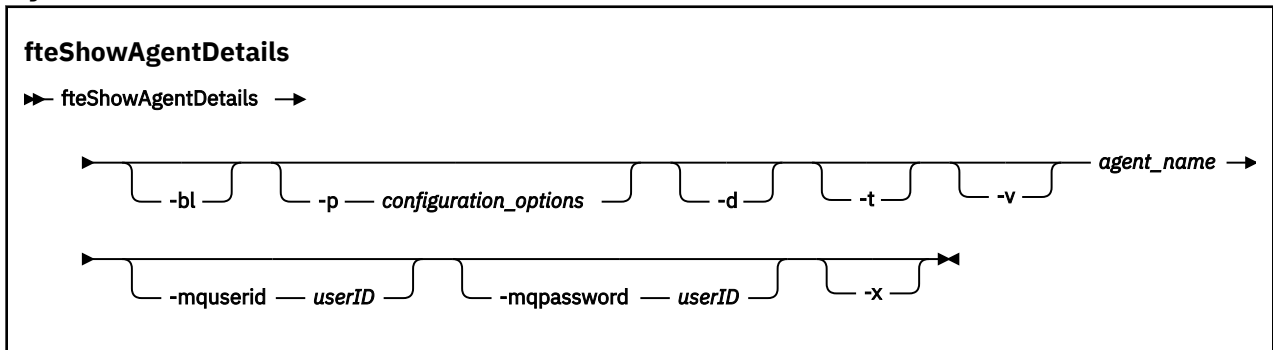 fteShowAgentDetails
fteShowAgentDetails
agent_name
-bl -p configuration_options -d -t -v
-mquserid userID -mqpassword userID -x